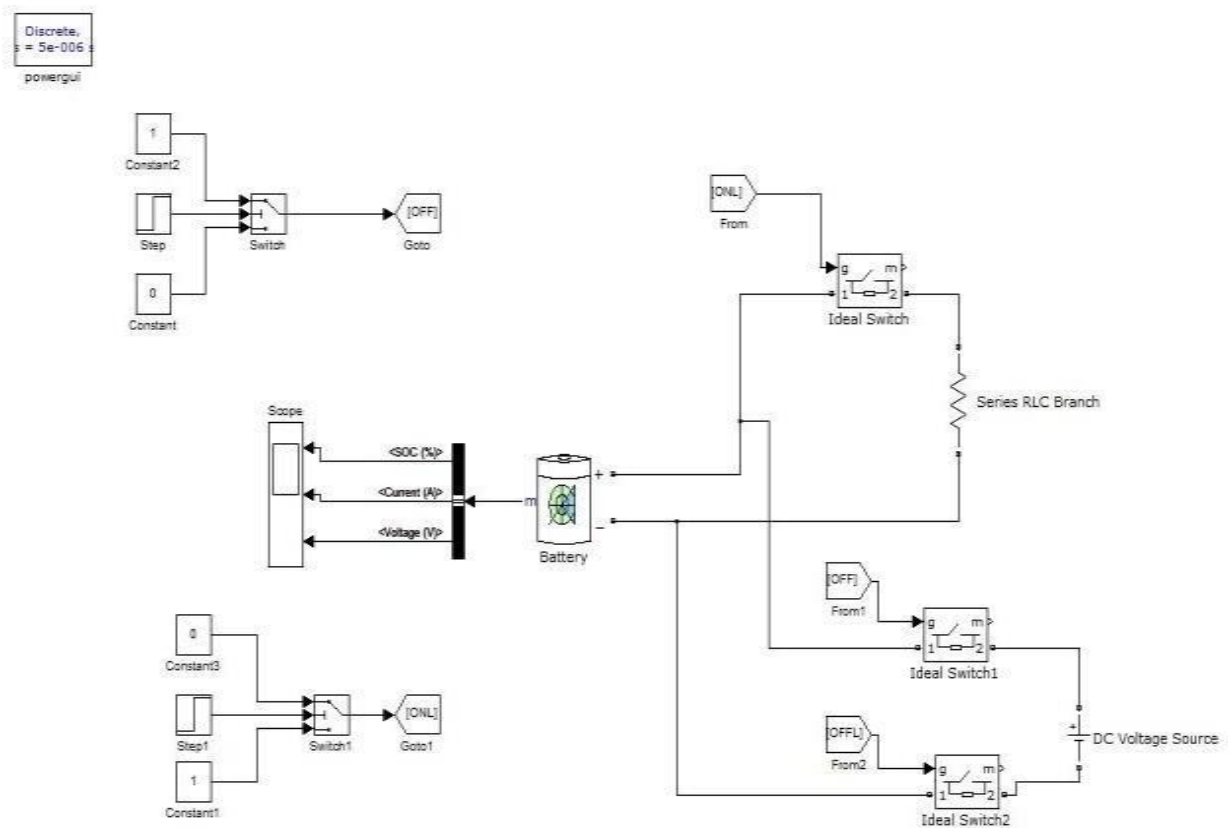 Discrete,
s = 5e-006 s
powergui
1
Constant2
Step
0
Constant
Switch
[OFF]
Goto
[ONL]
From
g m
1 2
Ideal Switch
Series RLC Branch
Scope
<SOC (%)>
<Current (A)>
<Voltage (V)>
m
+
_
Battery
[OFF]
From1
g m
1 2
Ideal Switch1
0
Constant3
Step1
1
Constant1
Switch1
[ONL]
Goto1
[OFFL]
From2
g m
1 2
Ideal Switch2
+
DC Voltage Source